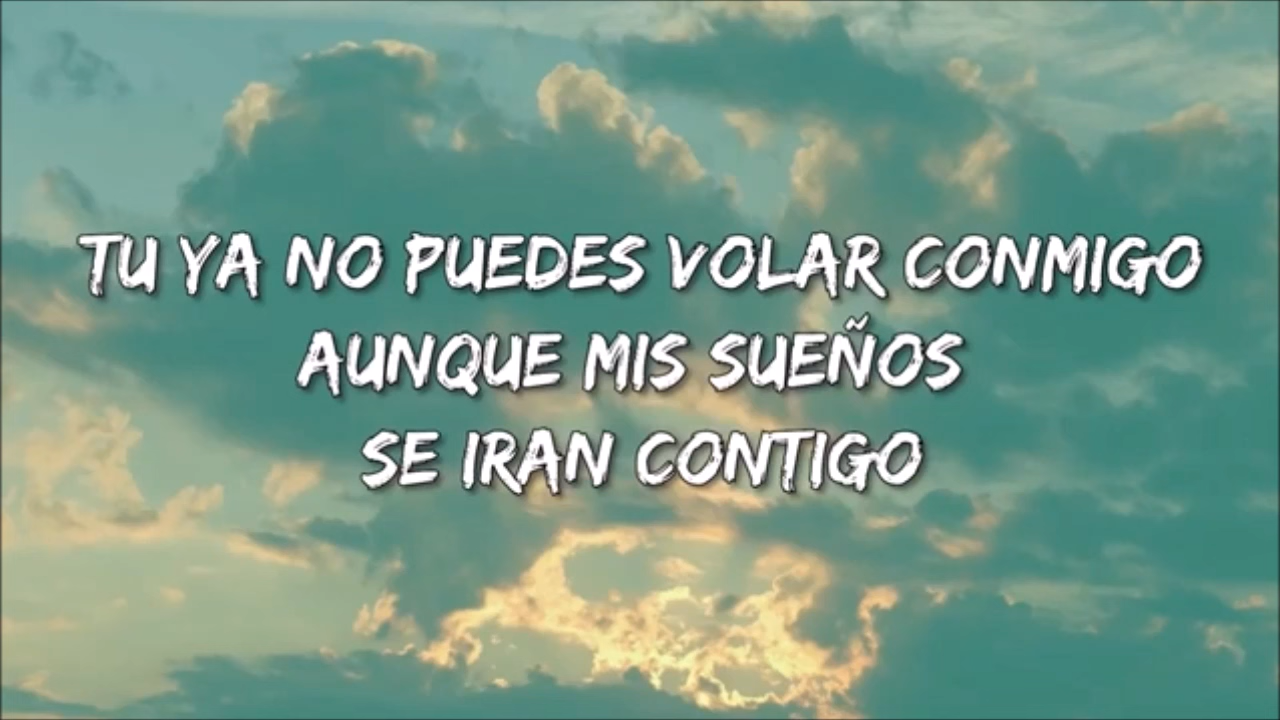 TU YA NO PUEDES VOLAR CONMIGO
AUNQUE MIS SUEÑOS
SE IRAN CONTIGO